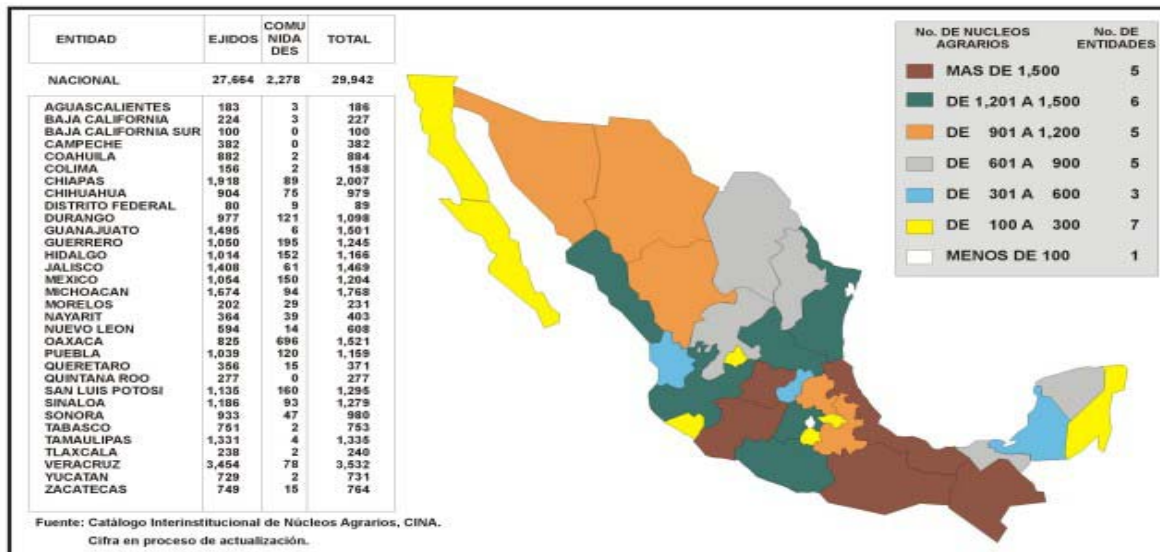 ENTIDAD EJIDOS COMU NIDA DES TOTAL
NACIONAL 27,664 2,278 29,942
AGUASCALIENTES 183 3 186
BAJA CALIFORNIA 224 3 227
BAJA CALIFORNIA SUR 100 0 100
CAMPECHE 382 0 382
COAHUILA 882 2 884
COLIMA 156 2 158
CHIAPAS 1,918 89 2,007
CHIHUAHUA 904 75 979
DISTRITO FEDERAL 80 9 89
DURANGO 977 121 1,098
GUANAJUATO 1,495 6 1,501
GUERRERO 1,050 195 1,245
HIDALGO 1,014 152 1,166
JALISCO 1,408 61 1,469
MEXICO 1,054 150 1,204
MICHOACAN 1,674 94 1,768
MORELOS 202 29 231
NAYARIT 364 39 403
NUEVO LEON 594 14 608
OAXACA 825 696 1,521
PUEBLA 1,039 120 1,159
QUERETARO 356 15 371
QUINTANA ROO 277 0 277
SAN LUIS POTOSI 1,135 160 1,295
SINALOA 1,186 93 1,279
SONORA 933 47 980
TABASCO 751 2 753
TAMAULIPAS 1,331 4 1,335
TLAXCALA 238 2 240
VERACRUZ 3,454 78 3,532
YUCATAN 729 2 731
ZACATECAS 749 15 764
Fuente: Catálogo Interinstitucional de Núcleos Agrarios, CINA.
Cifra en proceso de actualización.
No. DE NUCLEOS AGRARIOS No. DE ENTIDADES
MAS DE 1,500 5
DE 1,201 A 1,500 6
DE 901 A 1,200 5
DE 601 A 900 5
DE 301 A 600 3
DE 100 A 300 7
MENOS DE 100 1